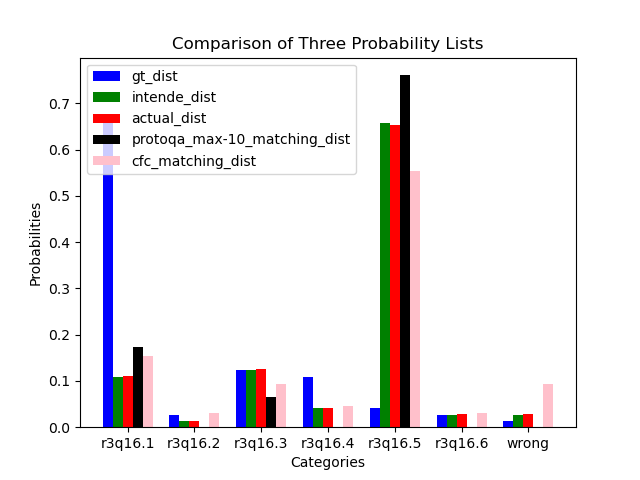 Comparison of Three Probability Lists
gt_dist
intende_dist
actual_dist
protoqa_max-10_matching_dist
cfc_matching_dist
0.7
0.6
0.5
0.4
0.3
0.2
0.1
0.0
Probabilities
r3q16.1 r3q16.2 r3q16.3 r3q16.4 r3q16.5 r3q16.6 wrong
Categories